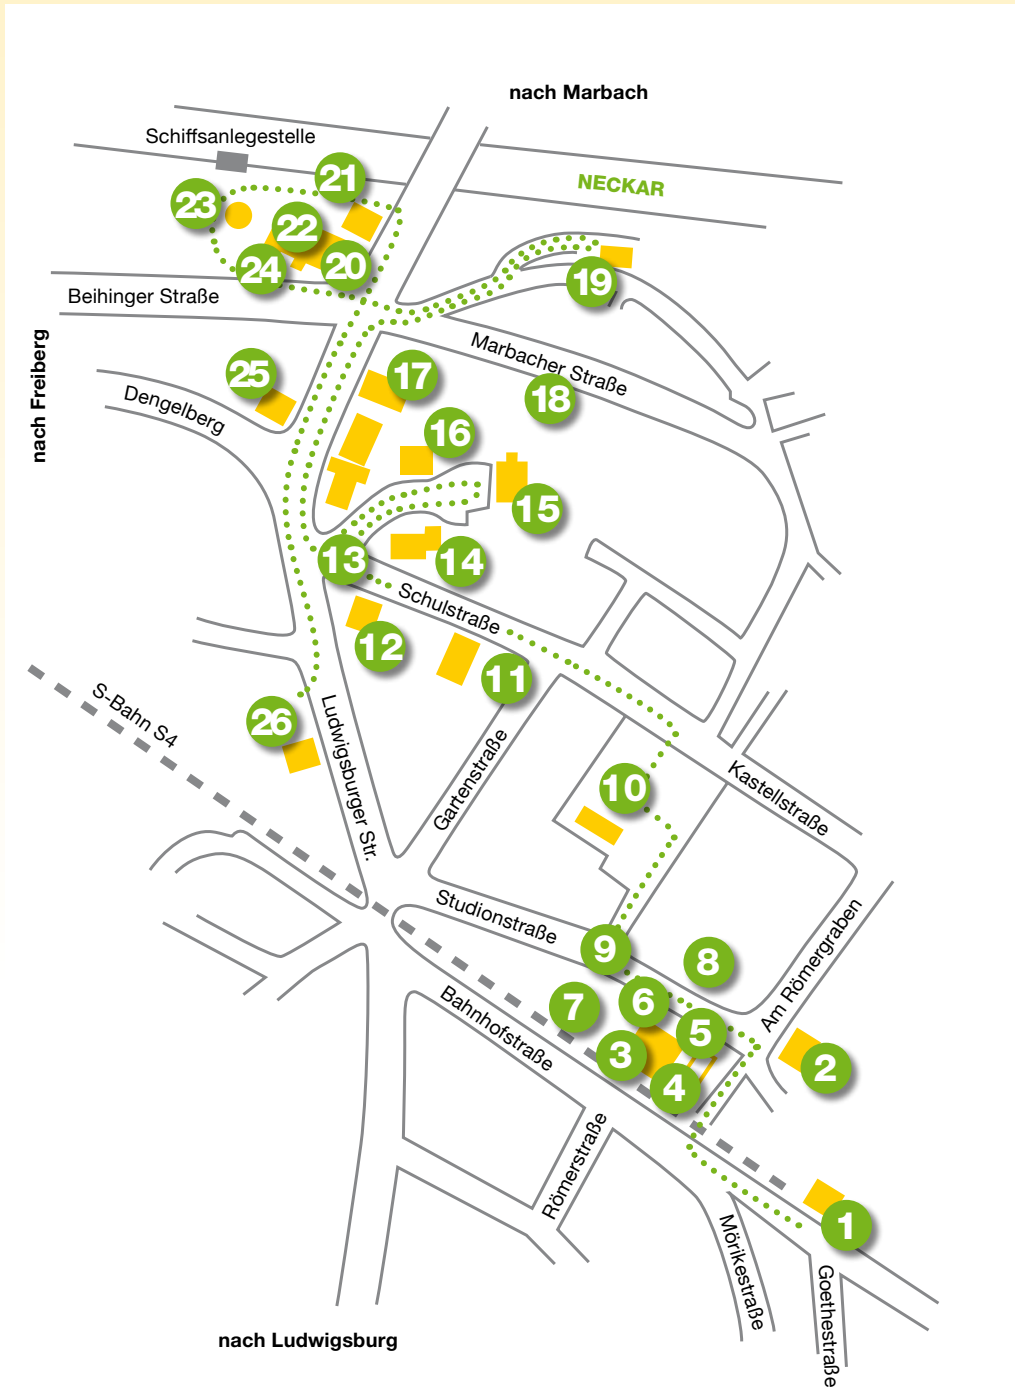 nach Marbach
Schiffsanlegestelle
NECKAR
21
23
22
24
20
19
Beihinger Straße
nach Freiberg
Marbacher Straße
25
17
18
Dengelberg
16
15
13
14
Schulstraße
12
11
S-Bahn S4
26
Ludwigsburger Str.
Gartenstraße
10
Kastellstraße
Studionstraße
9
8
Am Römergraben
7
6
5
Bahnhofstraße
3
4
2
Römerstraße
1
Mörikestraße
Goethestraße
nach Ludwigsburg